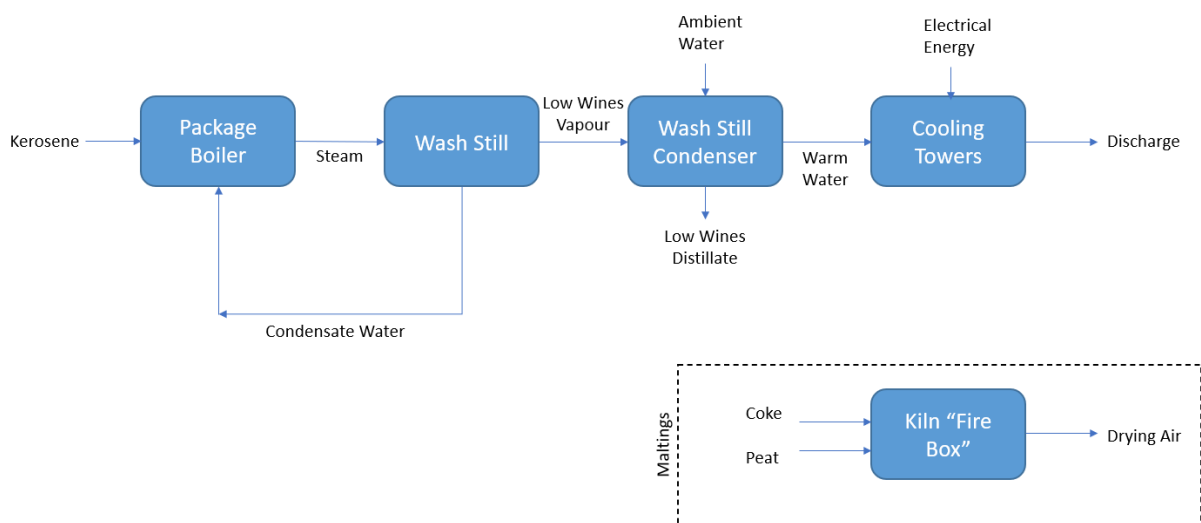 Ambient
Water
Electrical
Energy
Kerosene
Package
Boiler
Steam
Wash Still
Low Wines
Vapour
Wash Still
Condenser
Warm
Water
Cooling
Towers
Discharge
Low Wines
Distillate
Condensate Water
Maltings
Coke
Peat
Kiln “Fire
Box”
Drying Air